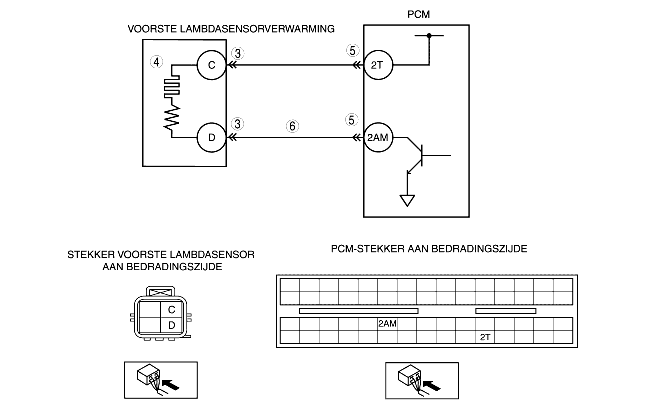 PCM
VOORSTE LAMBDASENSORVERWARMING
4 C 3 5 2T
D 3 6 5 2AM
STEKKER VOORSTE LAMBDASENSOR
AAN BEDRADINGSZIJDE
PCM-STEKKER AAN BEDRADINGSZIJDE
C
D
2AM
2T